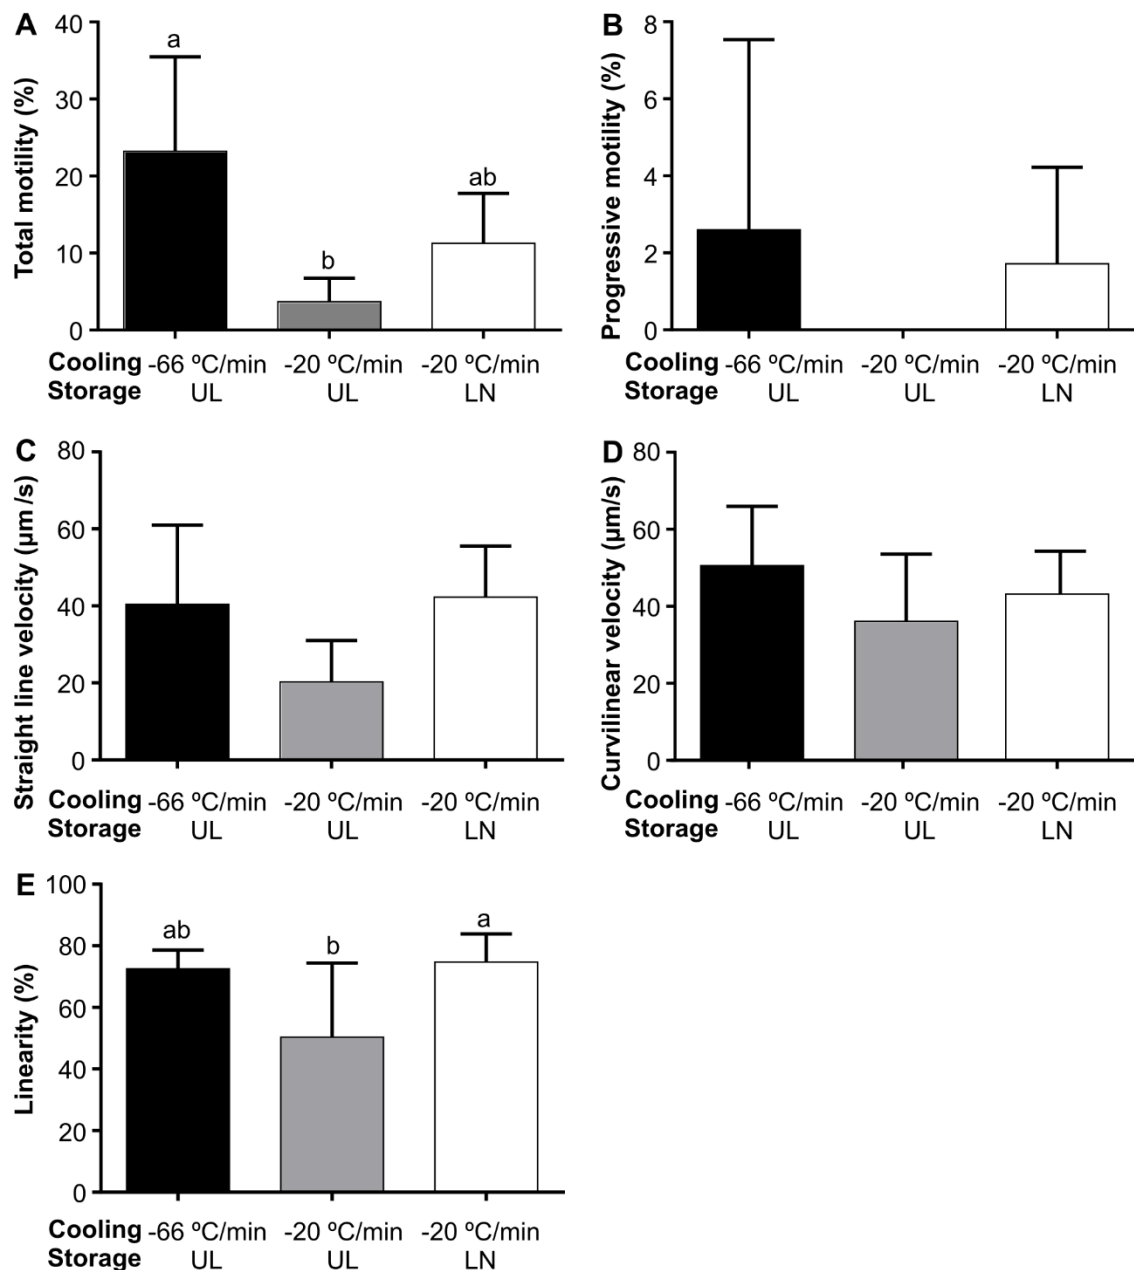 A
Total motility (%)
40
30
20
10
0
a
b
ab
Cooling -66 ºC/min -20 ºC/min -20 ºC/min
Storage UL UL LN
B
Progressive motility (%)
8
6
4
2
0
Cooling -66 ºC/min -20 ºC/min -20 ºC/min
Storage UL UL LN
C
Straight line velocity (µm /s)
80
60
40
20
0
Cooling -66 ºC/min -20 ºC/min -20 ºC/min
Storage UL UL LN
D
Curvilinear velocity (µm/s)
80
60
40
20
0
Cooling -66 ºC/min -20 ºC/min -20 ºC/min
Storage UL UL LN
E
Linearity (%)
100
80
60
40
20
0
ab
b
a
Cooling -66 ºC/min -20 ºC/min -20 ºC/min
Storage UL UL LN